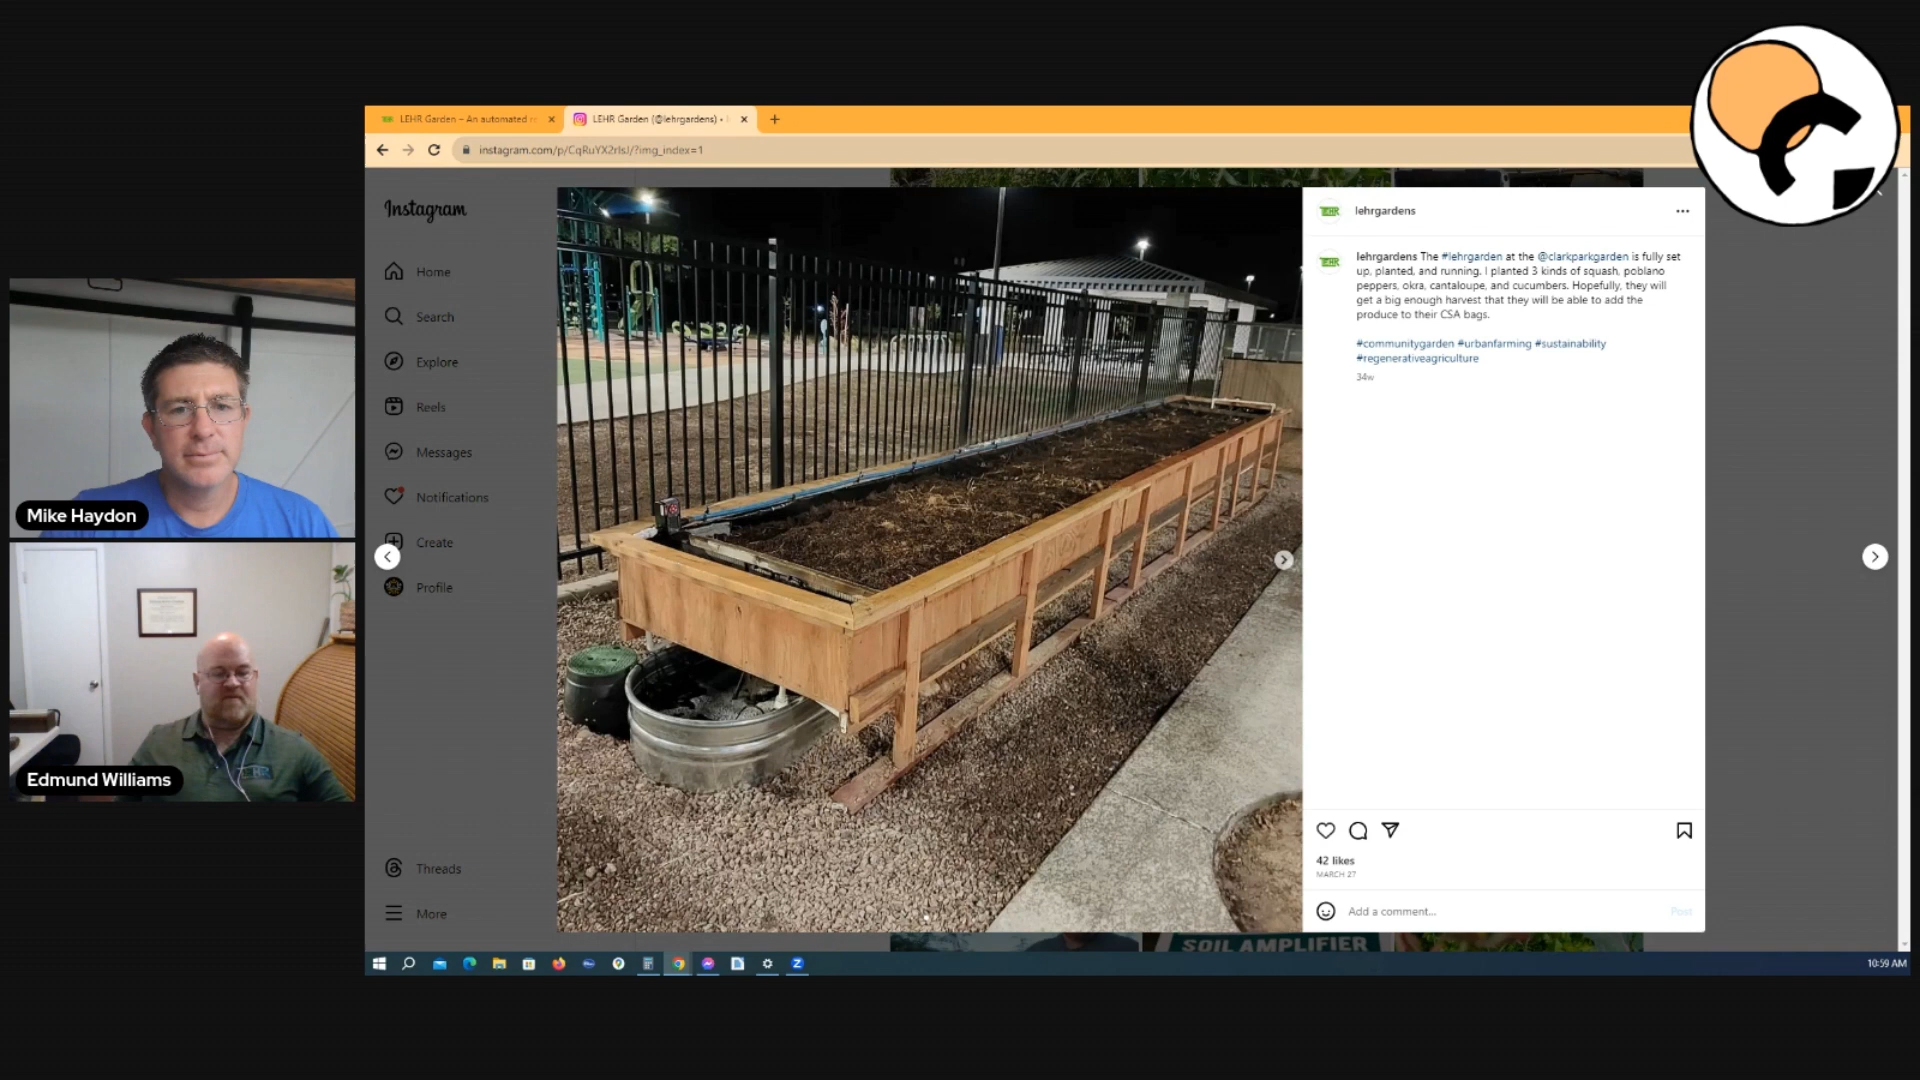 LEHR Garden – An automated
LEHR Garden (@lehrgardens) •
instagram.com/p/CqRuYX2rIsJ/?img_index=1
Instagram
Home
Search
Explore
Reels
Messages
Notifications
Create
Profile
Threads
More
Mike Haydon
Edmund Williams
LEHR
lehrgardens
LEHR
lehrgardens The #lehrgarden at the @clarkparkgarden is fully set
up, planted, and running. I planted 3 kinds of squash, poblano
peppers, okra, cantaloupe, and cucumbers. Hopefully, they will
get a big enough harvest that they will be able to add the
produce to their CSA bags.
#communitygarden #urbanfarming #sustainability
#regenerativeagriculture
34w
42 likes
MARCH 27
Add a comment...
Post
SOIL AMPLIFIER
10:59 AM